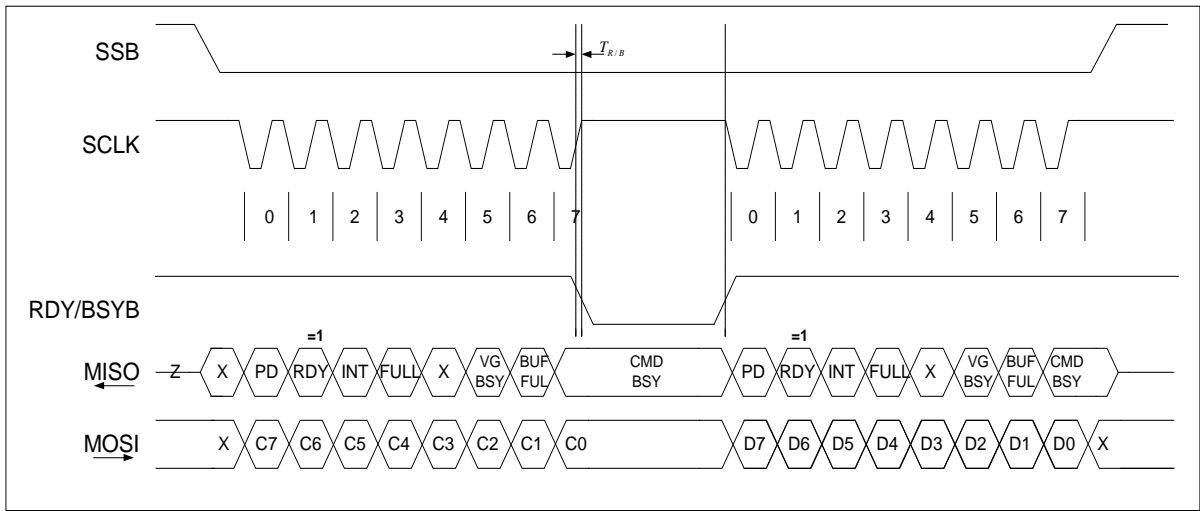 SSB
T R/B
SCLK
0 1 2 3 4 5 6 7 0 1 2 3 4 5 6 7
RDY/BSYB
=1 =1
MISO Z X PD RDY INT FULL X VG BSY BUF FUL CMD BSY PD RDY INT FULL X VG BSY BUF FUL CMD BSY
MOSI X C7 C6 C5 C4 C3 C2 C1 C0 D7 D6 D5 D4 D3 D2 D1 D0 X